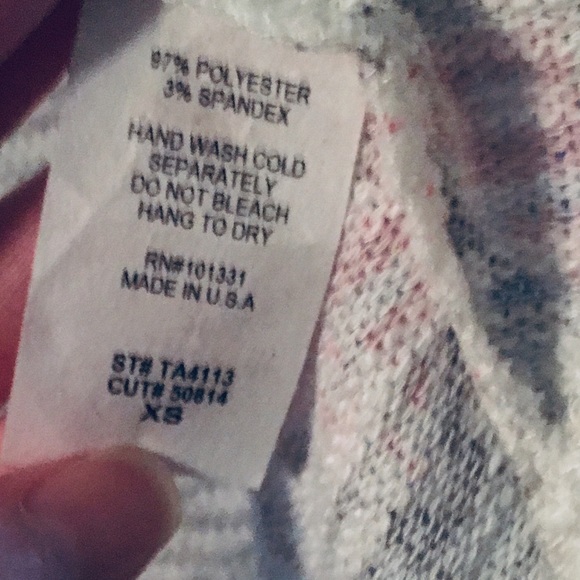 97% POLYESTER
3% SPANDEX
HAND WASH COLD
SEPARATELY
DO NOT BLEACH
HANG TO DRY
RN#101331
MADE IN U.S.A
ST# TA4113
CUT# 50814
XS